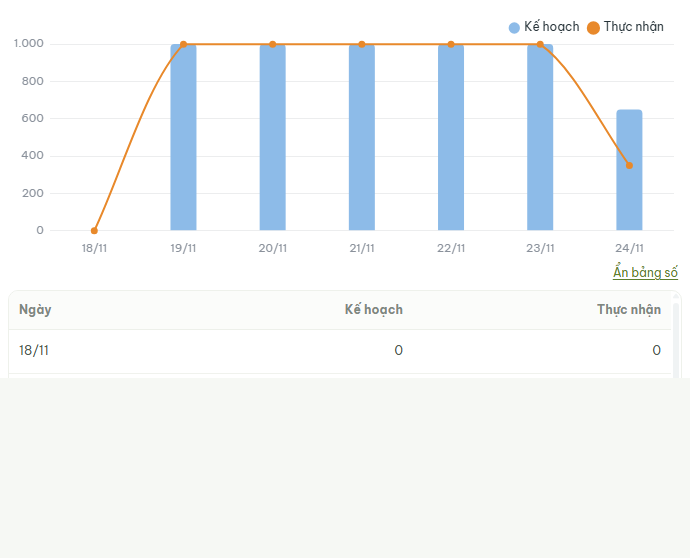 Kế hoạch Thực nhận
1.000
800
600
400
200
0
18/11 19/11 20/11 21/11 22/11 23/11 24/11
Ẩn bảng số
Ngày Kế hoạch Thực nhận
18/11 0 0